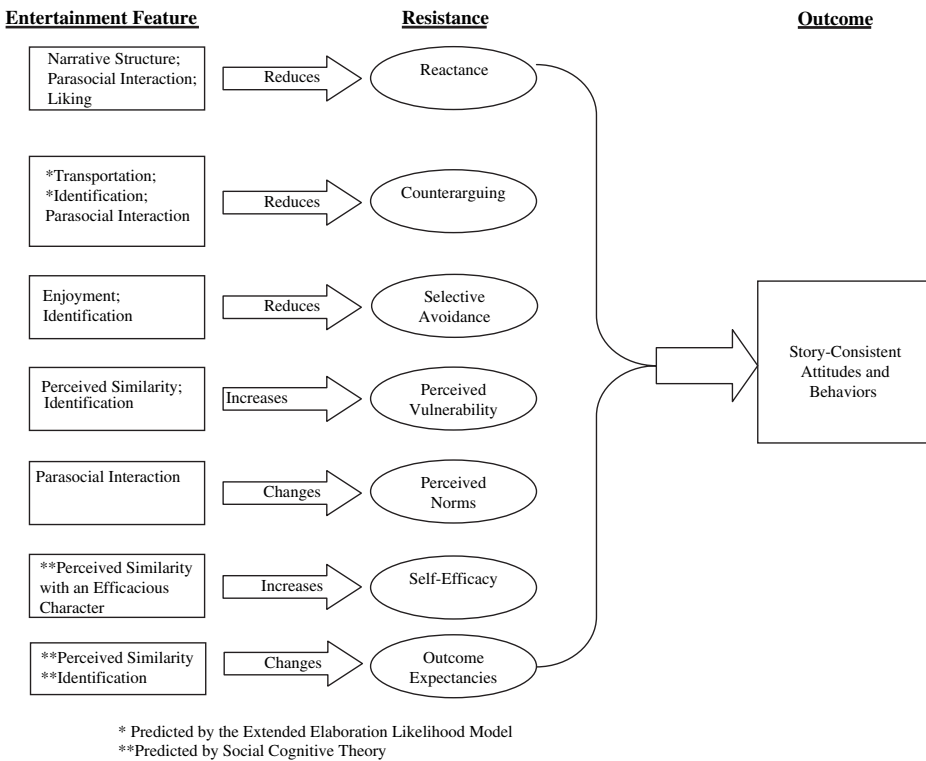 Entertainment Feature
Resistance
Outcome
Narrative Structure;
Parasocial Interaction;
Liking
Reduces
Reactance
*Transportation;
*Identification;
Parasocial Interaction
Reduces
Counterarguing
Enjoyment;
Identification
Reduces
Selective
Avoidance
Perceived Similarity;
Identification
Increases
Perceived
Vulnerability
Parasocial Interaction
Changes
Perceived
Norms
**Perceived Similarity
with an Efficacious
Character
Increases
Self-Efficacy
**Perceived Similarity
**Identification
Changes
Outcome
Expectancies
Story-Consistent
Attitudes and
Behaviors
* Predicted by the Extended Elaboration Likelihood Model
**Predicted by Social Cognitive Theory